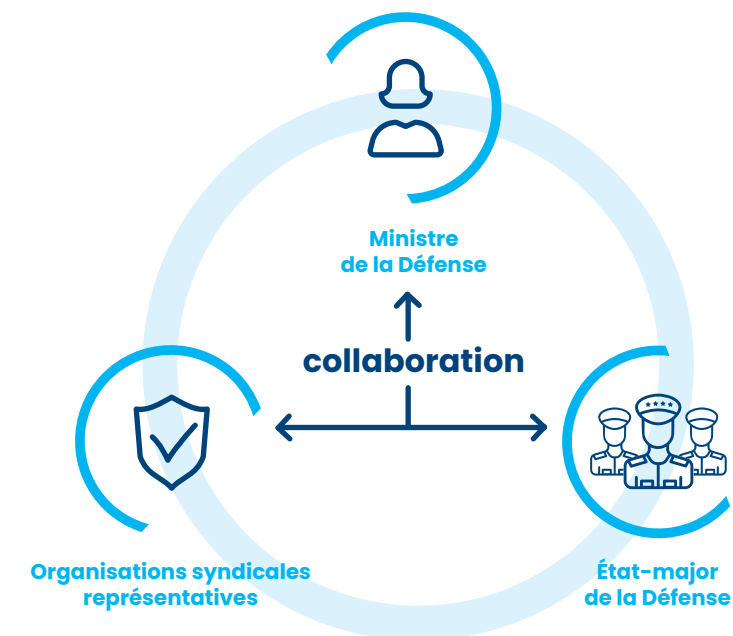 Ministre
de la Défense
collaboration
Organisations syndicales
représentatives
État-major
de la Défense